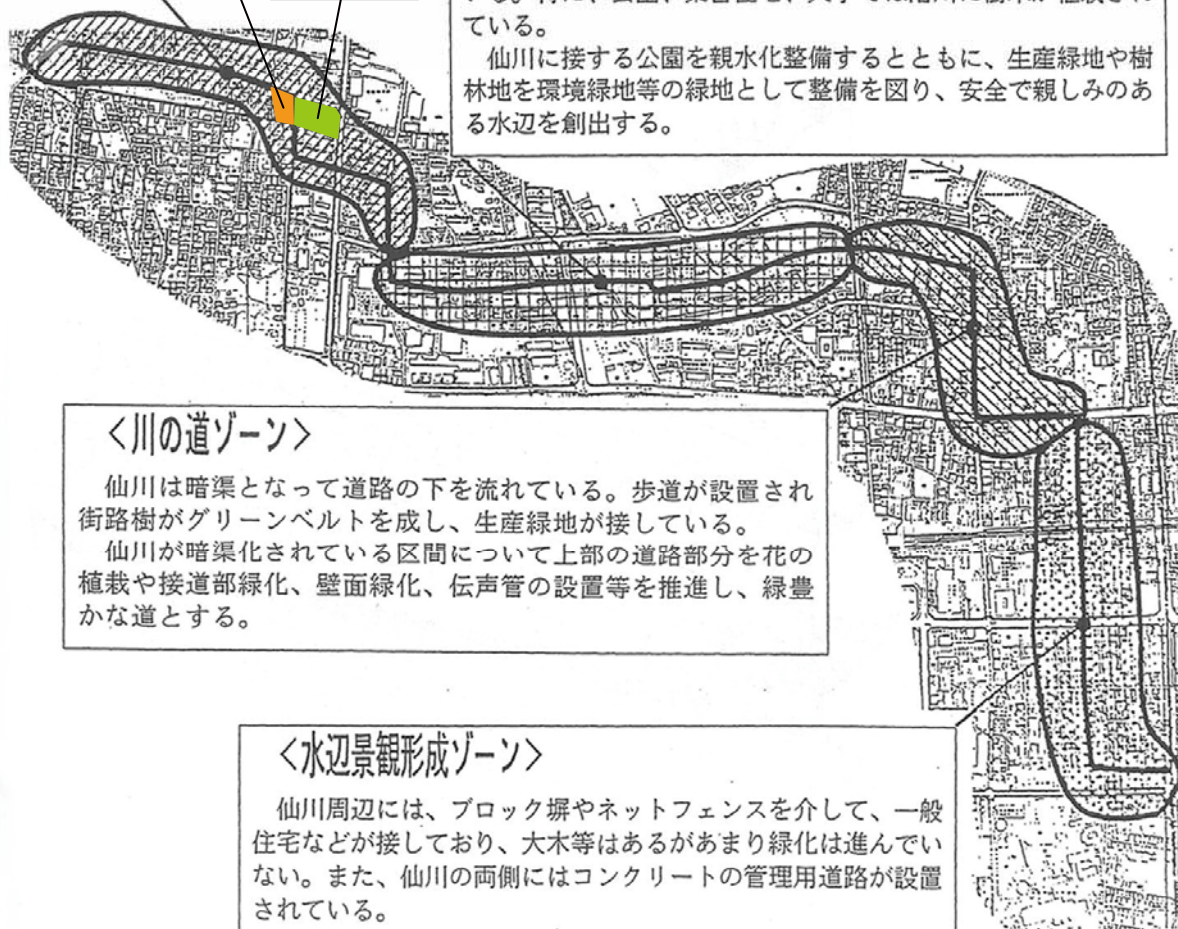 ている。
仙川に接する公園を親水化整備するとともに、生産緑地や樹
林地を環境緑地等の緑地として整備を図り、安全で親しみのあ
る水辺を創出する。
<川の道ゾーン>
仙川は暗渠となって道路の下を流れている。歩道が設置され
街路樹がグリーンベルトを成し、生産緑地が接している。
仙川が暗渠化されている区間について上部の道路部分を花の
植栽や接道部緑化、壁面緑化、伝声管の設置等を推進し、緑豊
かな道とする。
<水辺景観形成ゾーン>
仙川周辺には、ブロック塀やネットフェンスを介して、一般
住宅などが接しており、大木等はあるがあまり緑化は進んでい
ない。また、仙川の両側にはコンクリートの管理用道路が設置
されている。